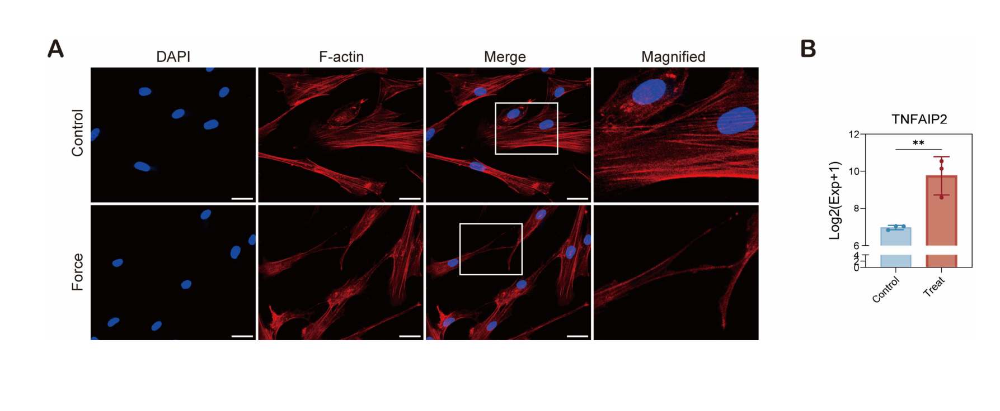 A
DAPI
F-actin
Merge
Magnified
Control
Force
B
TNFAIP2
**
Log2(Exp+1)
12
10
8
6
4
2
0
Control
Treat